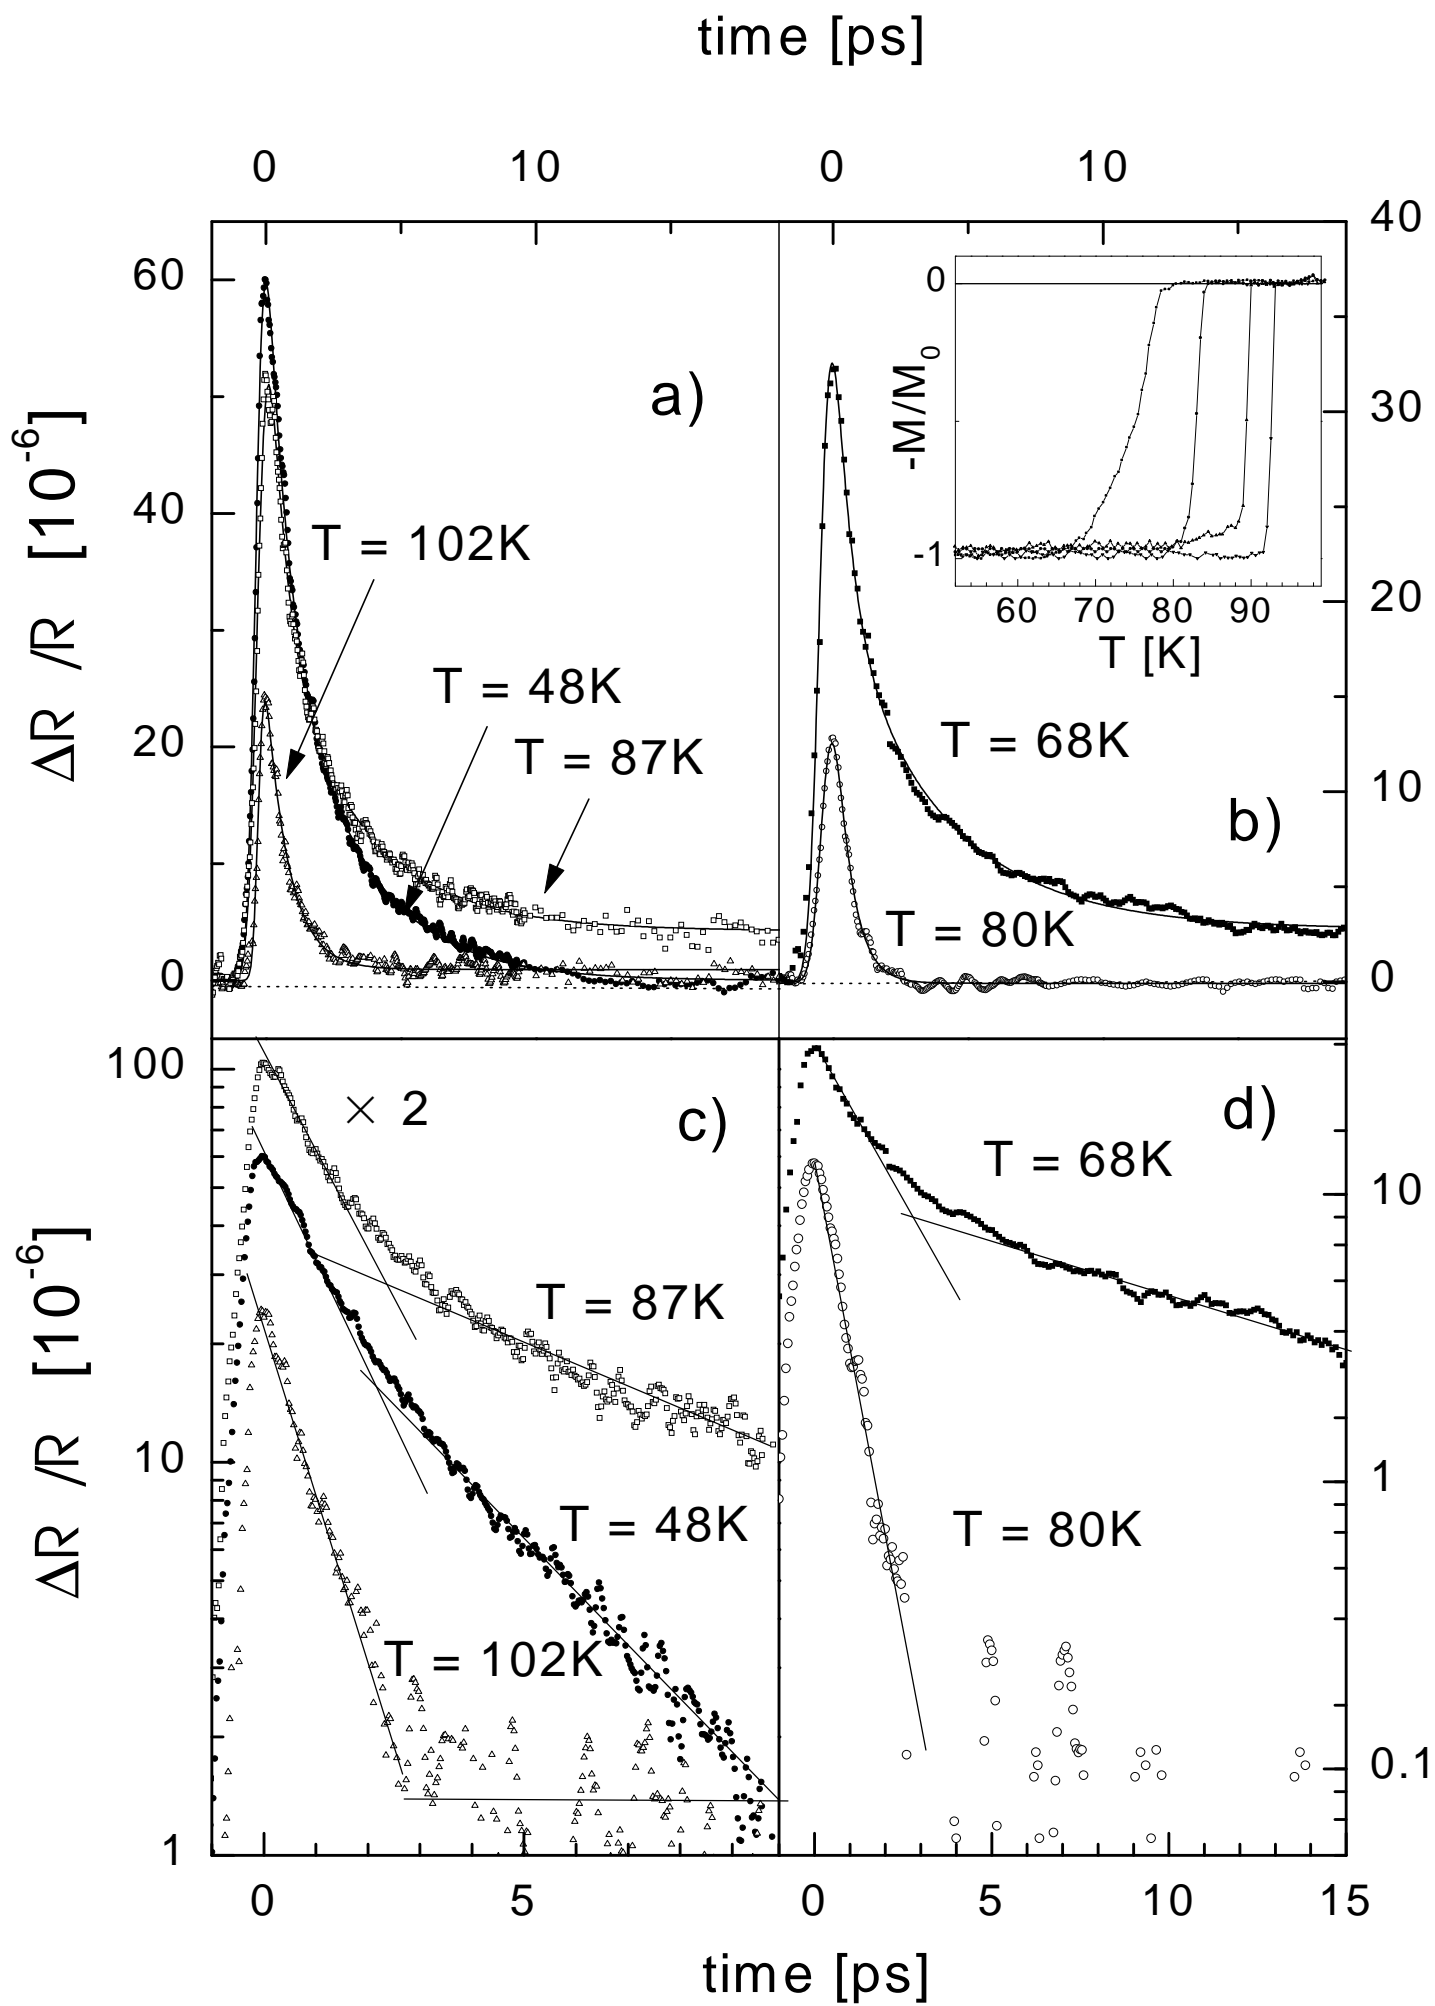 time [ps]
0 10 0 10
60
40
20
0
ΔR /R [10⁻⁶]
a)
T = 102K
T = 48K
T = 87K
40
30
20
10
0
0
-1
-M/M₀
60 70 80 90
T [K]
T = 68K
b)
T = 80K
100
10
1
ΔR /R [10⁻⁶]
× 2
c)
T = 87K
T = 48K
T = 102K
d)
T = 68K
T = 80K
10
1
0.1
0 5 0 5 10 15
time [ps]